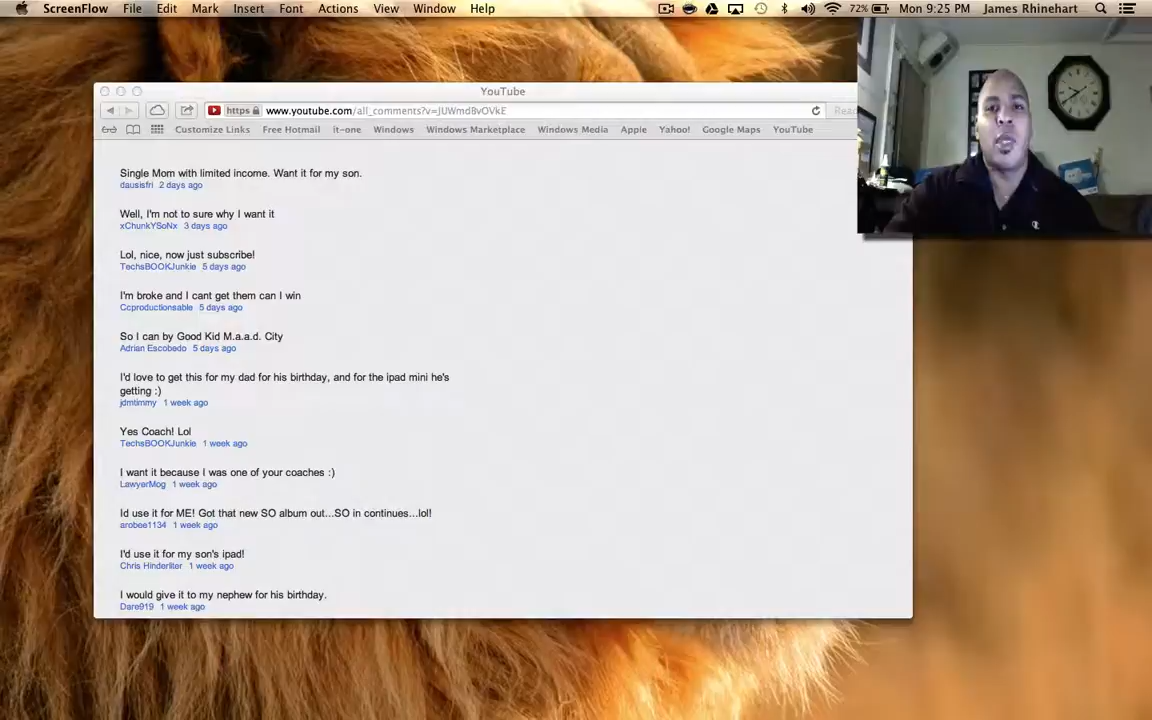 ScreenFlow File Edit Mark Insert Font Actions View Window Help 72% Mon 9:25 PM James Rhinehart
YouTube
https www.youtube.com/all_comments?v=JUWmdBvOVkE
Customize Links Free Hotmail it-one Windows Windows Marketplace Windows Media Apple Yahoo! Google Maps YouTube
Single Mom with limited income. Want it for my son.
dausisfri 2 days ago
Well, I'm not to sure why I want it
xChunkYSoNx 3 days ago
Lol, nice, now just subscribe!
TechsBOOKJunkie 5 days ago
I'm broke and I cant get them can I win
Ccproductionsable 5 days ago
So I can by Good Kid M.a.a.d. City
Adrian Escobedo 5 days ago
I'd love to get this for my dad for his birthday, and for the ipad mini he's
getting :)
jdmtimmy 1 week ago
Yes Coach! Lol
TechsBOOKJunkie 1 week ago
I want it because I was one of your coaches :)
LawyerMog 1 week ago
Id use it for ME! Got that new SO album out...SO in continues...lol!
arobee1134 1 week ago
I'd use it for my son's ipad!
Chris Hinderliter 1 week ago
I would give it to my nephew for his birthday.
Dare919 1 week ago